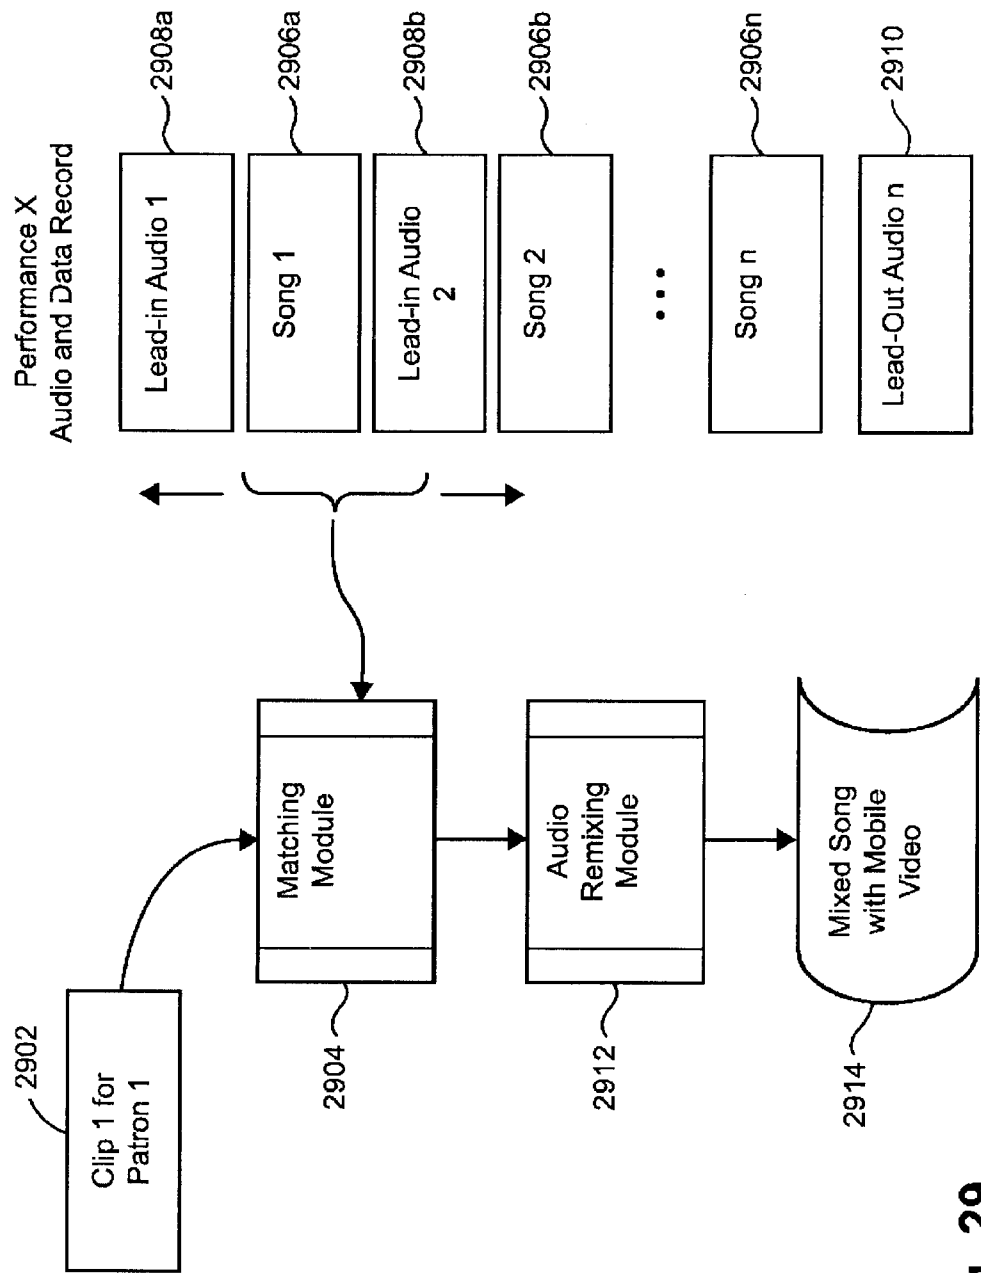 Performance X
Audio and Data Record
Lead-in Audio 1
2908a
Song 1
2906a
Lead-in Audio
2
2908b
Song 2
2906b
Song n
2906n
Lead-Out Audio n
2910
2902
Clip 1 for
Patron 1
Matching
Module
2904
Audio
Remixing
Module
2912
Mixed Song
with Mobile
Video
2914
29